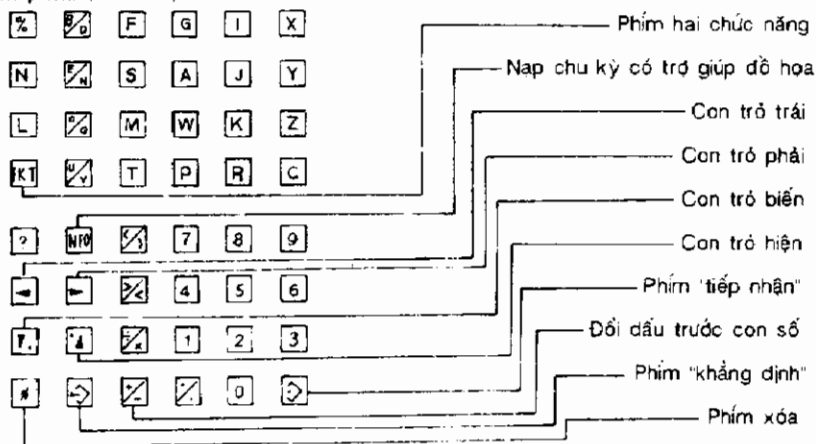 % B/D F G I X
N E/N S A J Y
L M W K Z
FKT U/V T P R C
? INFO 7 8 9
4 5 6
1 2 3
0
Phím hai chức năng
Nạp chu kỳ có trợ giúp đồ họa
Con trỏ trái
Con trỏ phải
Con trỏ biến
Con trỏ hiện
Phím "tiếp nhận"
Đổi dấu trước con số
Phím "khẳng định"
Phím xóa